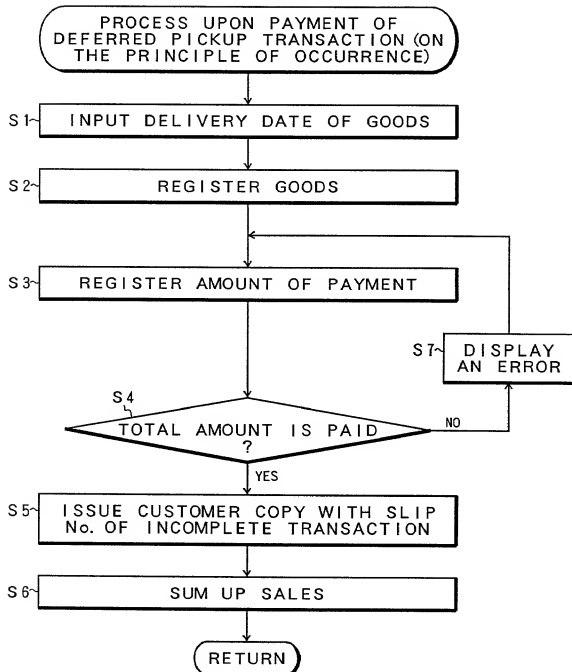 PROCESS UPON PAYMENT OF
DEFERRED PICKUP TRANSACTION (ON
THE PRINCIPLE OF OCCURRENCE)
S1
INPUT DELIVERY DATE OF GOODS
S2
REGISTER GOODS
S3
REGISTER AMOUNT OF PAYMENT
S7
DISPLAY
AN ERROR
S4
TOTAL AMOUNT IS PAID
?
NO
YES
S5
ISSUE CUSTOMER COPY WITH SLIP
No. OF INCOMPLETE TRANSACTION
S6
SUM UP SALES
RETURN